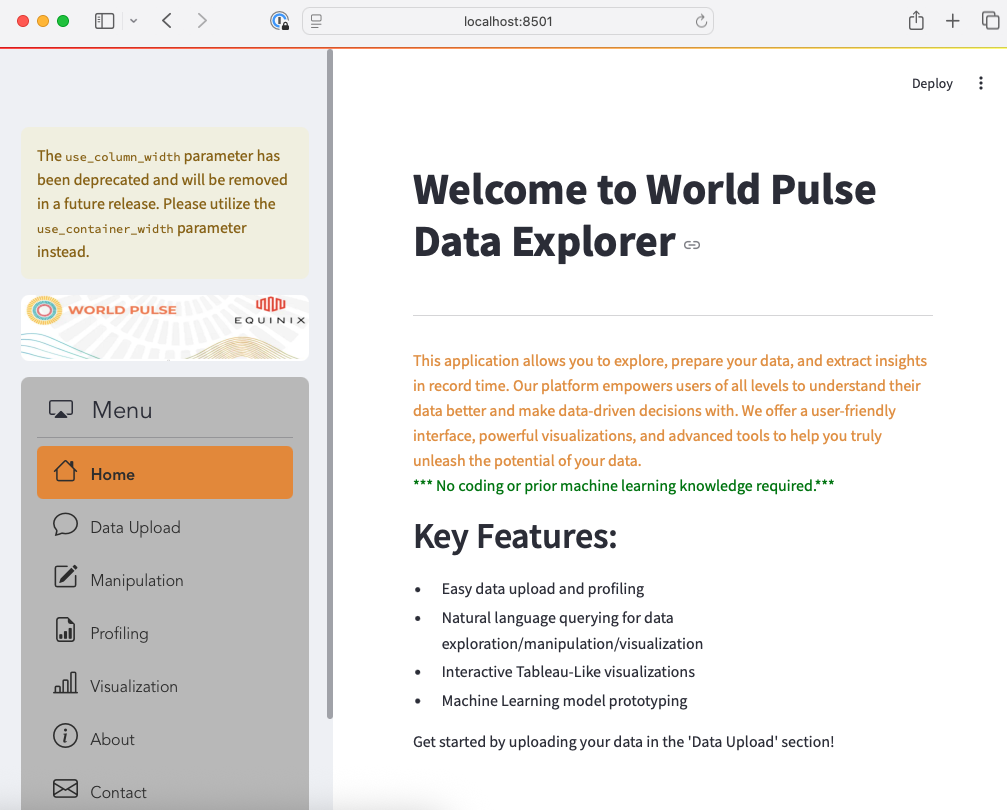 localhost:8501
Deploy
The use_column_width parameter has
been deprecated and will be removed
in a future release. Please utilize the
use_container_width parameter
instead.
WORLD PULSE
EQUINIX
Menu
Home
Data Upload
Manipulation
Profiling
Visualization
About
Contact
Welcome to World Pulse
Data Explorer
This application allows you to explore, prepare your data, and extract insights
in record time. Our platform empowers users of all levels to understand their
data better and make data-driven decisions with. We offer a user-friendly
interface, powerful visualizations, and advanced tools to help you truly
unleash the potential of your data.
*** No coding or prior machine learning knowledge required.***
Key Features:
• Easy data upload and profiling
• Natural language querying for data
exploration/manipulation/visualization
• Interactive Tableau-Like visualizations
• Machine Learning model prototyping
Get started by uploading your data in the 'Data Upload' section!